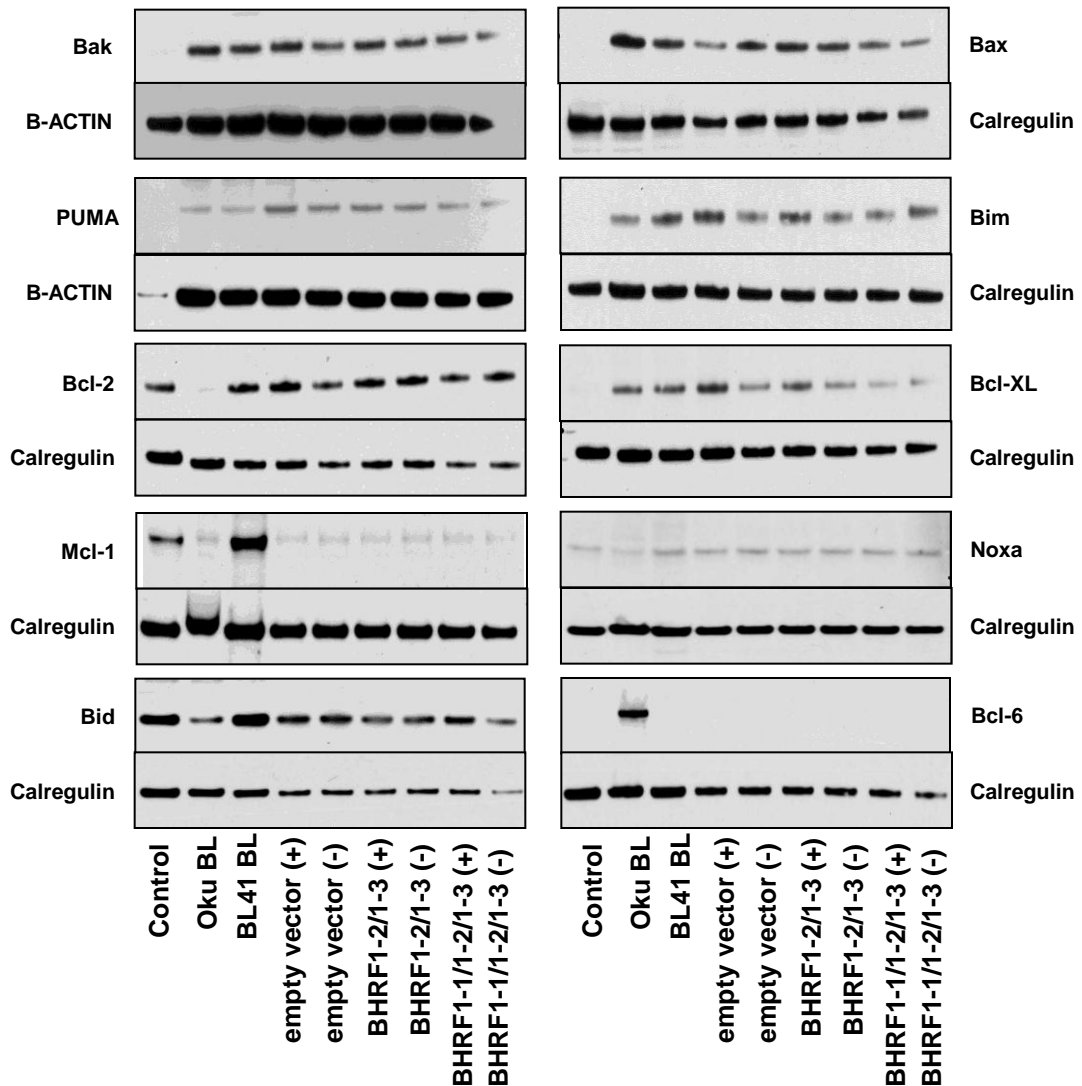 Bak
B-ACTIN
PUMA
B-ACTIN
Bcl-2
Calregulin
Mcl-1
Calregulin
Bid
Calregulin
Bax
Calregulin
Bim
Calregulin
Bcl-XL
Calregulin
Noxa
Calregulin
Bcl-6
Calregulin
Control
Oku BL
BL41 BL
empty vector (+)
empty vector (-)
BHRF1-2/1-3 (+)
BHRF1-2/1-3 (-)
BHRF1-1/1-2/1-3 (+)
BHRF1-1/1-2/1-3 (-)
Control
Oku BL
BL41 BL
empty vector (+)
empty vector (-)
BHRF1-2/1-3 (+)
BHRF1-2/1-3 (-)
BHRF1-1/1-2/1-3 (+)
BHRF1-1/1-2/1-3 (-)